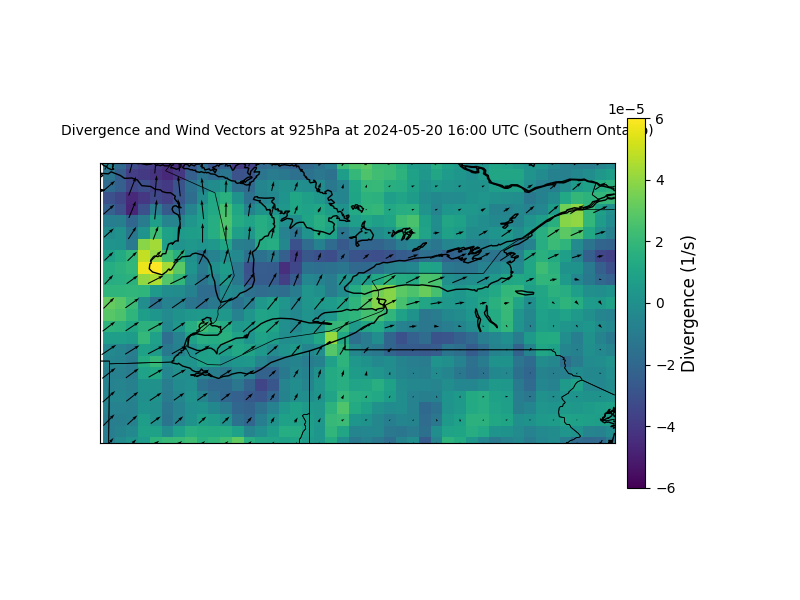 1e−5
Divergence and Wind Vectors at 925hPa at 2024-05-20 16:00 UTC (Southern Ontario)
6
4
2
0
−2
−4
−6
Divergence (1/s)